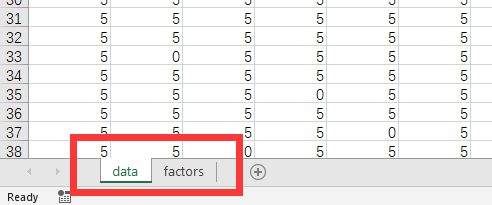 30
31 5 5 5 5 5 5
32 5 5 5 5 5 5
33 5 0 5 5 5 5
34 5 5 5 5 5 5
35 5 5 5 0 5 5
36 5 5 5 5 5 5
37 5 5 5 5 0 5
38 5 5 0 5 5 5
data factors
Ready